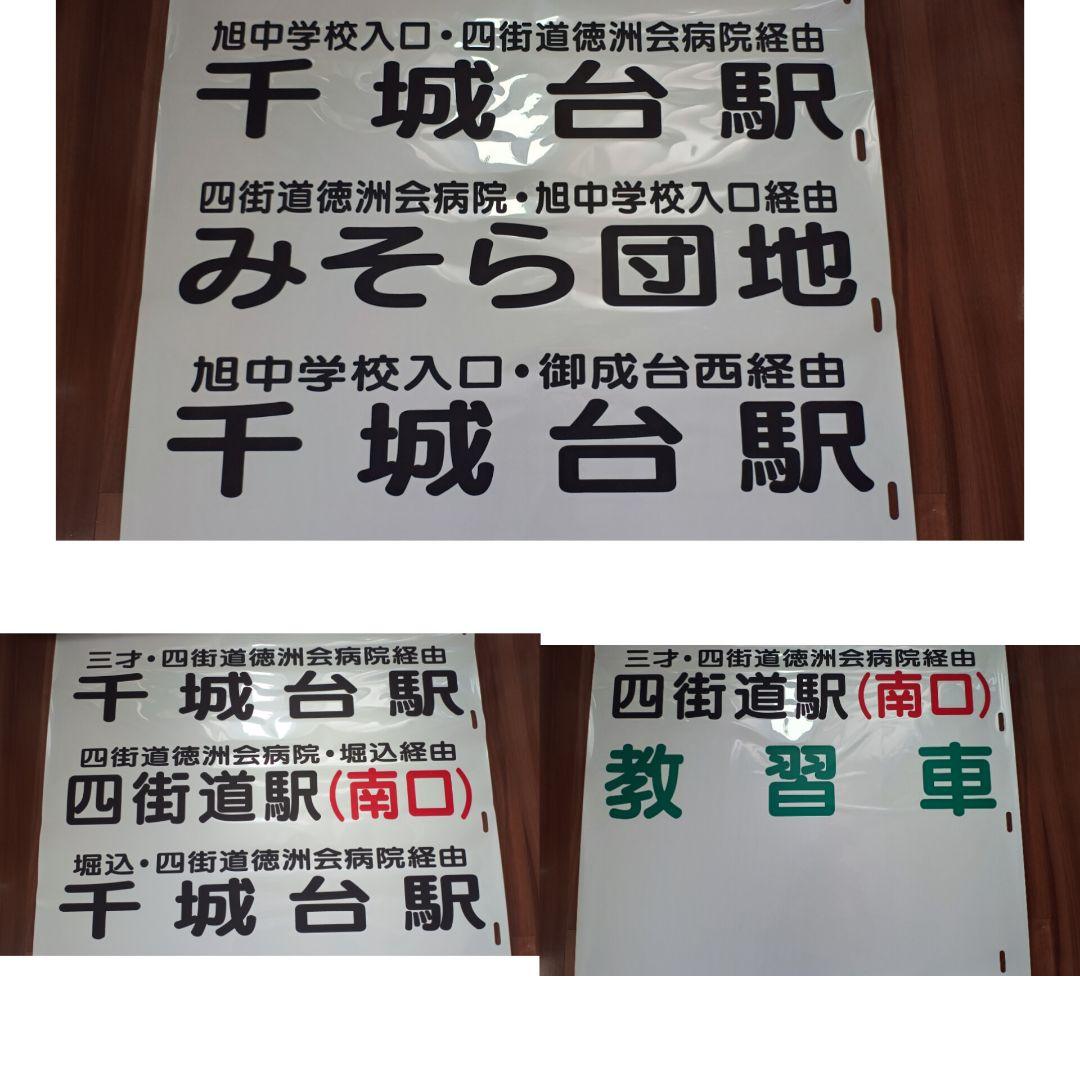 旭中学校入口・四街道徳洲会病院経由
千城台駅
四街道徳洲会病院・旭中学校入口経由
みそら団地
旭中学校入口・御成台西経由
千城台駅
三才・四街道徳洲会病院経由
千城台駅
四街道徳洲会病院・堀込経由
四街道駅(南口)
堀込・四街道徳洲会病院経由
千城台駅
三才・四街道徳洲会病院経由
四街道駅(南口)
教習車